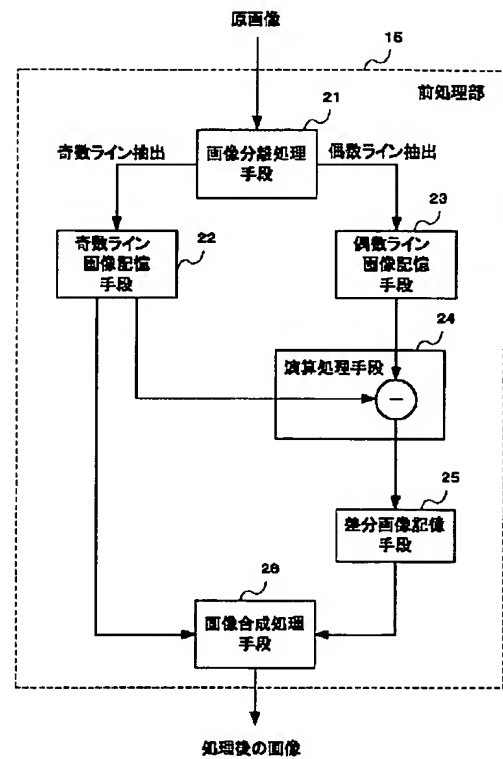 原画像
15
前処理部
21
画像分離処理
手段
奇数ライン抽出
偶数ライン抽出
奇数ライン
画像記憶
手段
22
23
偶数ライン
画像記憶
手段
24
演算処理手段
−
25
差分画像記憶
手段
26
画像合成処理
手段
処理後の画像